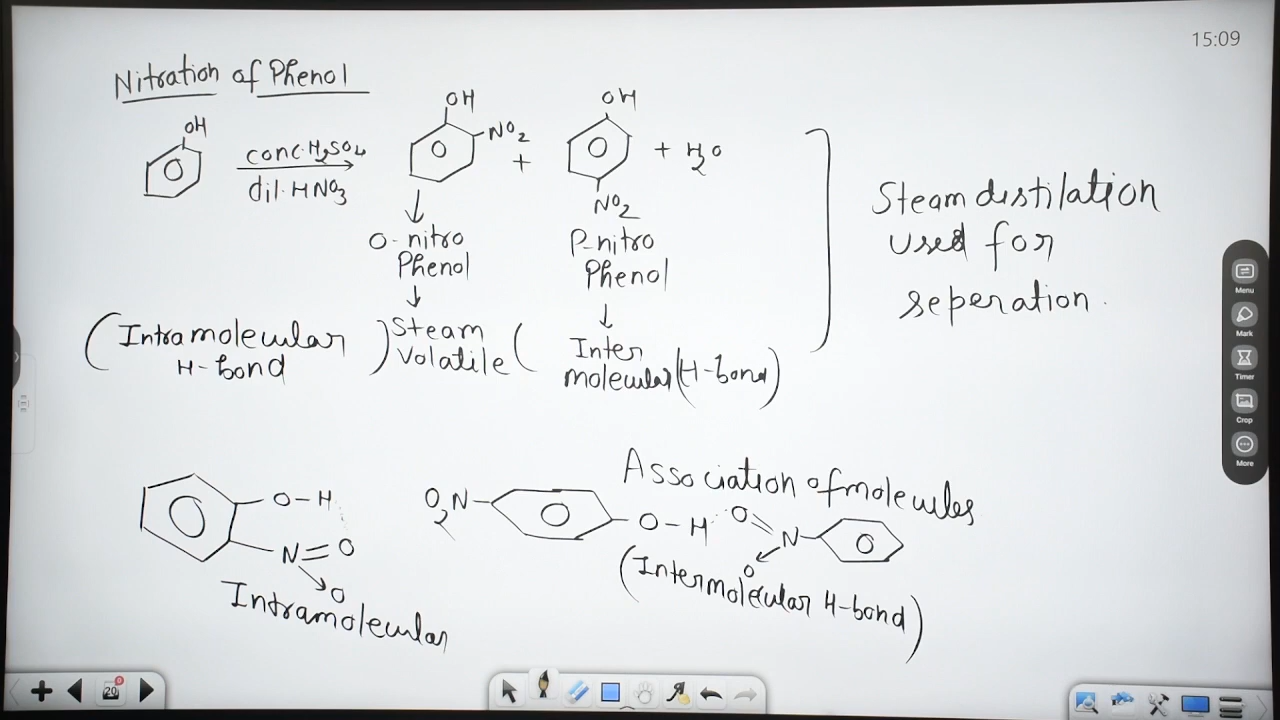 15:09
Nitration of Phenol
OH
conc. H2SO4
dil. HNO3
OH
NO2
+
OH
NO2
+ H2O
O-nitro
Phenol
P-nitro
Phenol
(Intramolecular
H-bond)
Steam
Volatile
(Inter
molecular (H-bond)
Steam distilation
used for
seperation.
O-H
N=O
O
Intramolecular
O2N
O-H
O
N
O
Association of molecules
(Intermolecular H-bond)
Menu
Mark
Timer
Crop
More
20